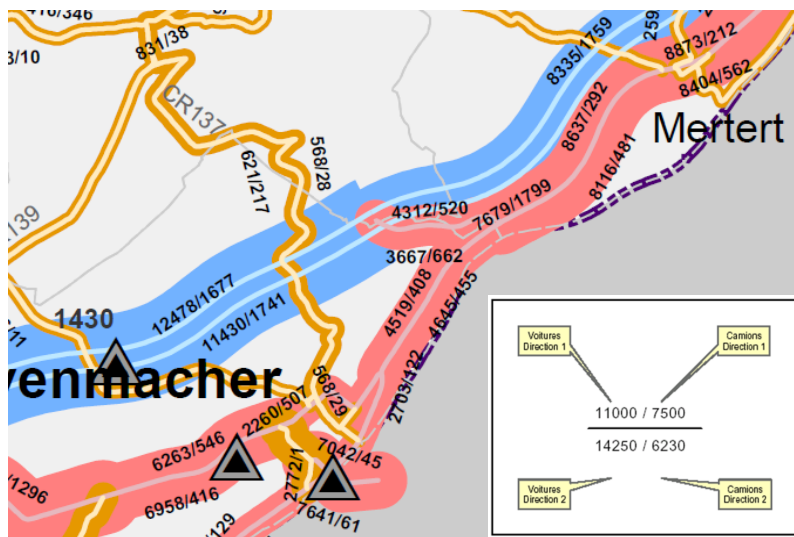 831/38
8335/1759
8873/212
8404/562
Mertert
CR137
621/217
568/28
8637/292
8116/481
4312/520
7679/1799
3667/662
1430
12478/1677
11430/1741
4519/408
4645/455
2703/122
yenmacher
2260/507
568/29
6263/546
6958/416
7042/45
2772/1
7641/61
Voitures
Direction 1
Camions
Direction 1
11000 / 7500
14250 / 6230
Voitures
Direction 2
Camions
Direction 2